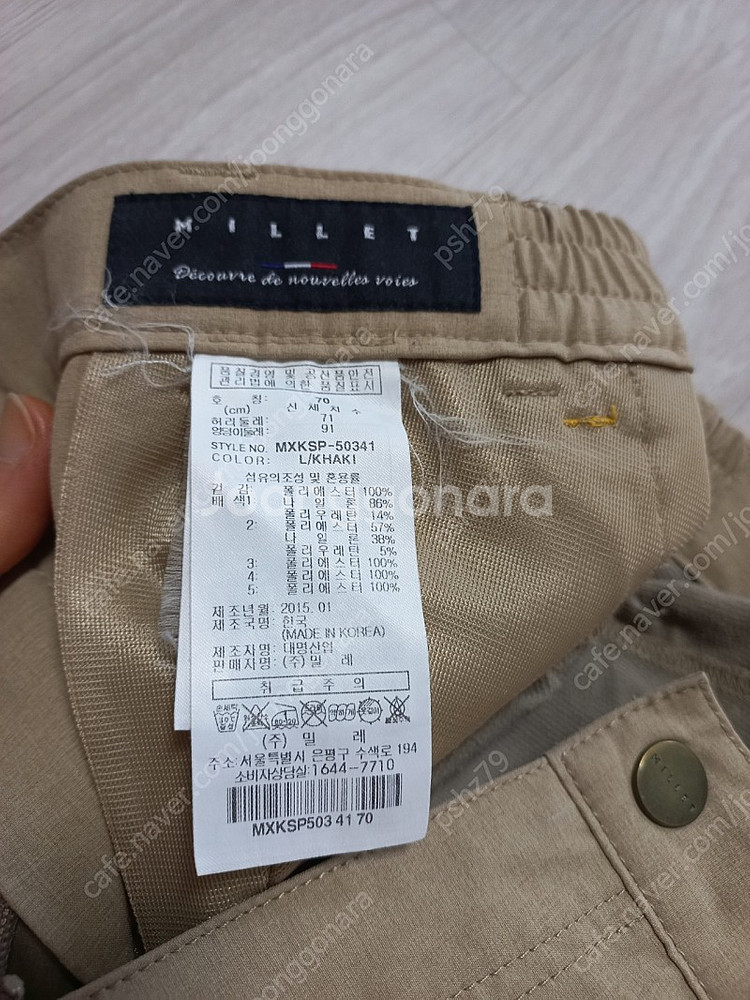 MILLET
Découvre de nouvelles voies
품질경영 및 공산품안전
관리법에 의한 품질표시
호 칭: 70
(cm) 신체치수
허리둘레: 71
엉덩이둘레: 91
STYLE NO. MXKSP-50341
COLOR: L/KHAKI
섬유의조성 및 혼용률
겉 감: 폴리에스터 100%
배색1: 나 일 론 86%
폴리우레탄 14%
2: 폴리에스터 57%
나 일 론 38%
폴리우레탄 5%
3: 폴리에스터 100%
4: 폴리에스터 100%
5: 폴리에스터 100%
제조년월: 2015.01
제조국명: 한국
(MADE IN KOREA)
제조자명: 대명산업
판매자명: (주)밀 레
취 급 주 의
(주) 밀 레
주소:서울특별시 은평구 수색로 194
소비자상담실:1644-7710
MXKSP503 41 70
MILLET
Joonggonara
cafe.naver.com/joonggonara
pshz79